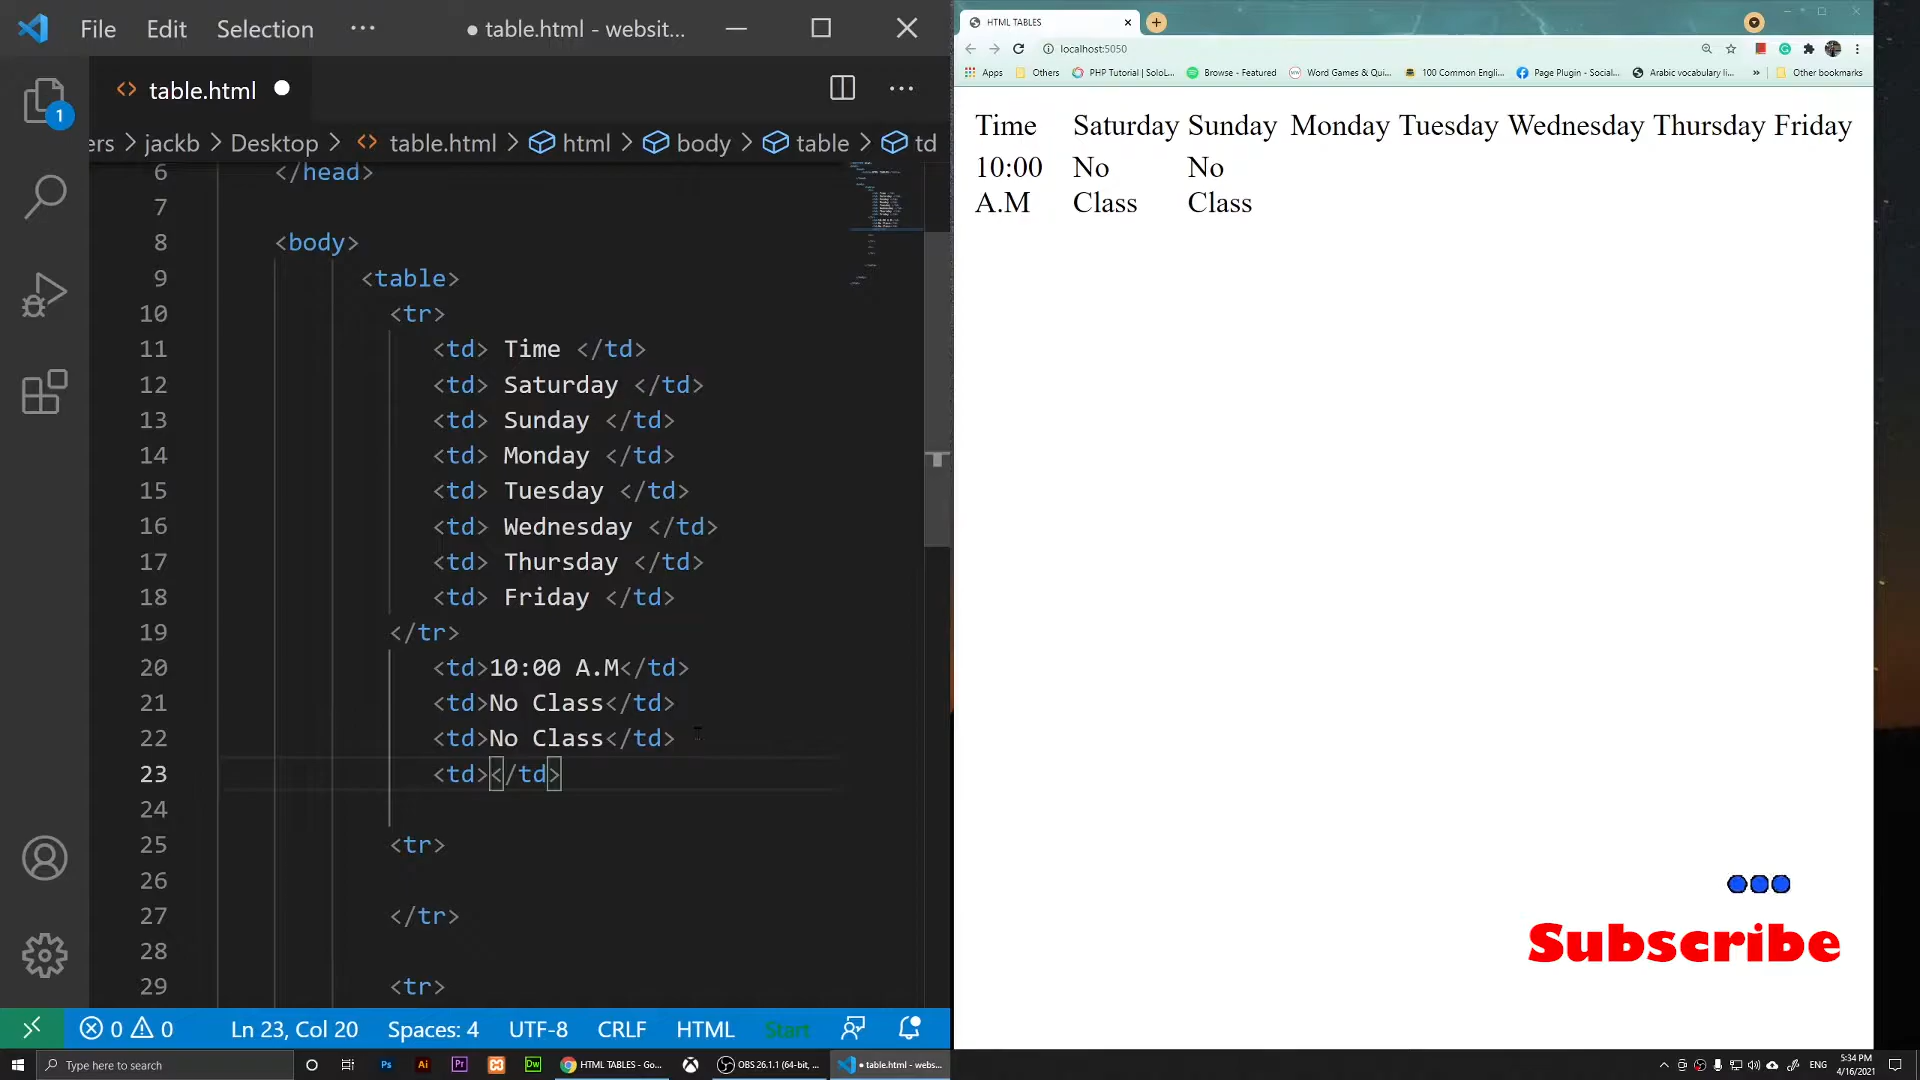 File Edit Selection ··· ● table.html - websit...
table.html
ers > jackb > Desktop > table.html > html > body > table > td
6 </head>
7
8 <body>
9 <table>
10 <tr>
11 <td> Time </td>
12 <td> Saturday </td>
13 <td> Sunday </td>
14 <td> Monday </td>
15 <td> Tuesday </td>
16 <td> Wednesday </td>
17 <td> Thursday </td>
18 <td> Friday </td>
19 </tr>
20 <td>10:00 A.M</td>
21 <td>No Class</td>
22 <td>No Class</td>
23 <td></td>
24
25 <tr>
26
27 </tr>
28
29 <tr>
1
0 0 Ln 23, Col 20 Spaces: 4 UTF-8 CRLF HTML Start
HTML TABLES
localhost:5050
Apps Others PHP Tutorial | SoloL... Browse - Featured Word Games & Qui... 100 Common Engli... Page Plugin - Social... Arabic vocabulary li... » Other bookmarks
Time Saturday Sunday Monday Tuesday Wednesday Thursday Friday
10:00 No No
A.M Class Class
Subscribe
Type here to search Ps Ai Pr Dw HTML TABLES - Go... OBS 26.1.1 (64-bit, ... ● table.html - webs... ENG
5:34 PM
4/16/2021